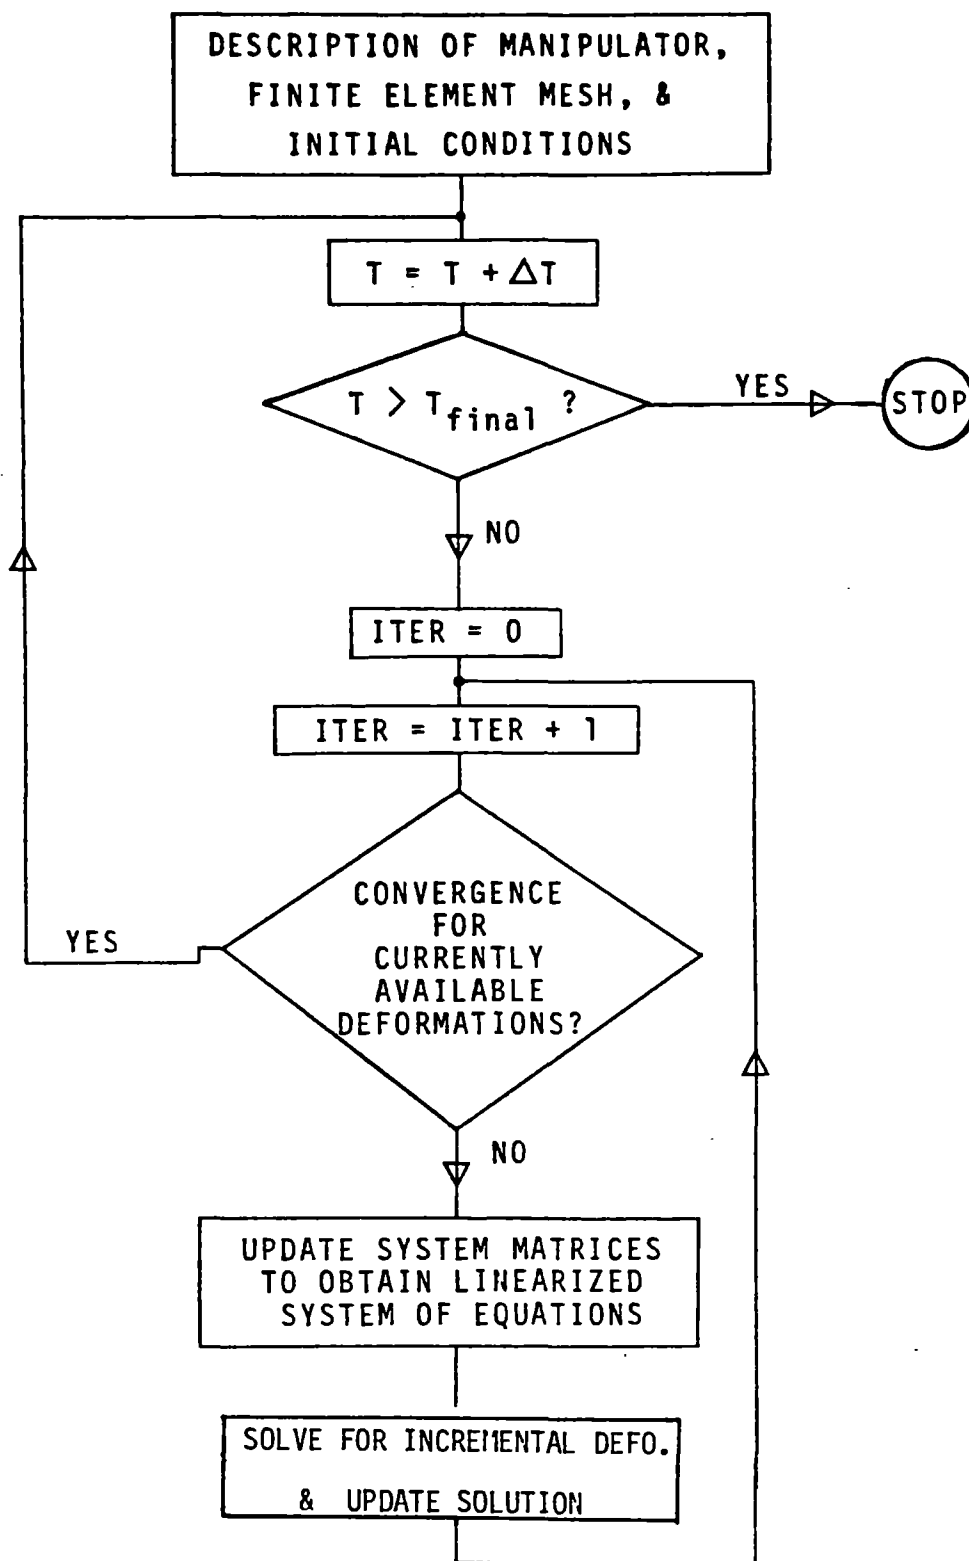 DESCRIPTION OF MANIPULATOR,
FINITE ELEMENT MESH, &
INITIAL CONDITIONS
T = T + ΔT
T > Tfinal ?
YES
STOP
NO
ITER = 0
ITER = ITER + 1
CONVERGENCE
FOR
CURRENTLY
AVAILABLE
DEFORMATIONS?
YES
NO
UPDATE SYSTEM MATRICES
TO OBTAIN LINEARIZED
SYSTEM OF EQUATIONS
SOLVE FOR INCREMENTAL DEFO.
& UPDATE SOLUTION